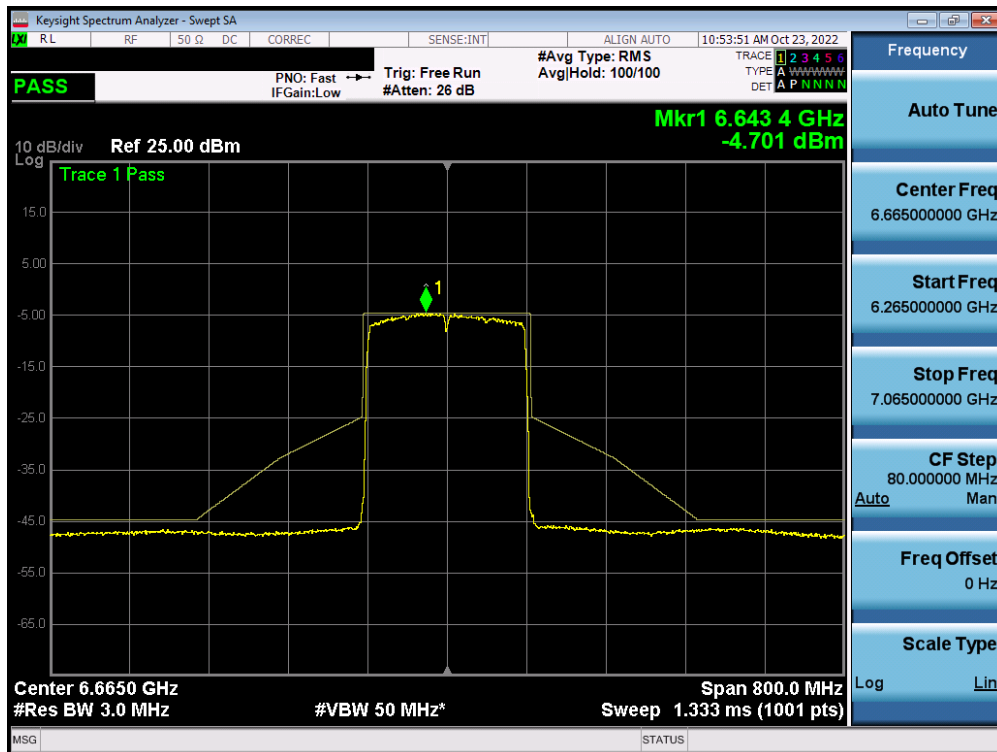 Keysight Spectrum Analyzer - Swept SA
LXI RL RF 50 Ω DC CORREC SENSE:INT ALIGN AUTO 10:53:51 AM Oct 23, 2022
PASS
PNO: Fast
IFGain:Low
Trig: Free Run
#Atten: 26 dB
#Avg Type: RMS
Avg|Hold: 100/100
TRACE 1 2 3 4 5 6
TYPE A WWWWW
DET A P N N N N
Mkr1 6.643 4 GHz
-4.701 dBm
10 dB/div Ref 25.00 dBm
Log
Trace 1 Pass
15.0
5.00
1
-5.00
-15.0
-25.0
-35.0
-45.0
-55.0
-65.0
Center 6.6650 GHz Span 800.0 MHz
#Res BW 3.0 MHz #VBW 50 MHz* Sweep 1.333 ms (1001 pts)
MSG STATUS
Frequency
Auto Tune
Center Freq
6.665000000 GHz
Start Freq
6.265000000 GHz
Stop Freq
7.065000000 GHz
CF Step
80.000000 MHz
Auto Man
Freq Offset
0 Hz
Scale Type
Log Lin